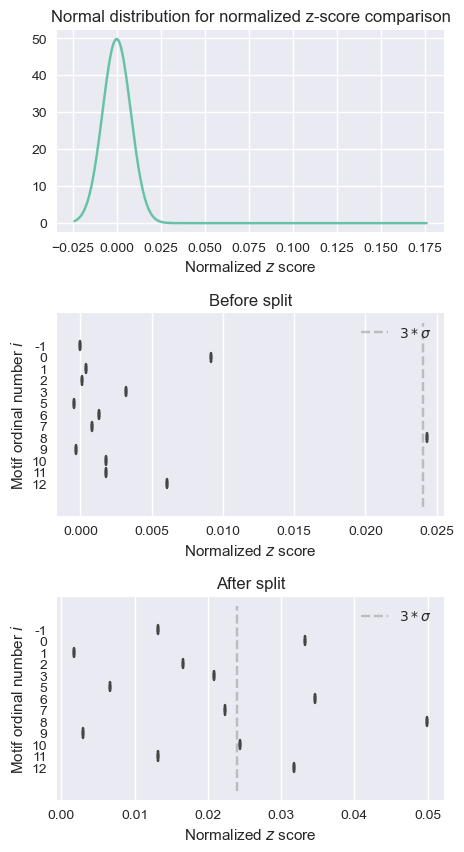 Normal distribution for normalized z-score comparison
50
40
30
20
10
0
−0.025 0.000 0.025 0.050 0.075 0.100 0.125 0.150 0.175
Normalized z score
Before split
3 * σ
Motif ordinal number i
-1
0
1
2
3
5
6
7
8
9
10
11
12
0.000 0.005 0.010 0.015 0.020 0.025
Normalized z score
After split
3 * σ
Motif ordinal number i
-1
0
1
2
3
5
6
7
8
9
10
11
12
0.00 0.01 0.02 0.03 0.04 0.05
Normalized z score